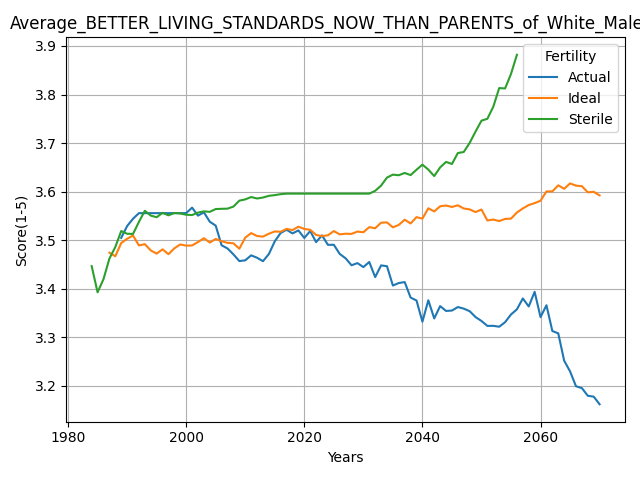 Average_BETTER_LIVING_STANDARDS_NOW_THAN_PARENTS_of_White_Male
3.9
3.8
3.7
3.6
3.5
3.4
3.3
3.2
Score(1-5)
Fertility
Actual
Ideal
Sterile
1980 2000 2020 2040 2060
Years